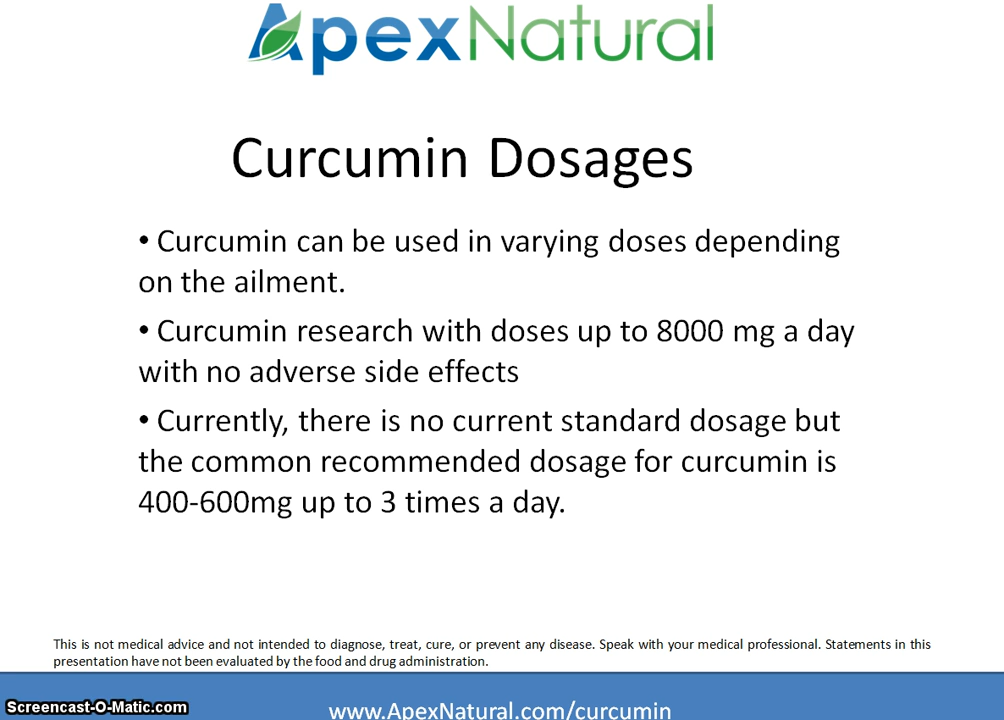 ApexNatural
Curcumin Dosages
• Curcumin can be used in varying doses depending
on the ailment.
• Curcumin research with doses up to 8000 mg a day
with no adverse side effects
• Currently, there is no current standard dosage but
the common recommended dosage for curcumin is
400-600mg up to 3 times a day.
This is not medical advice and not intended to diagnose, treat, cure, or prevent any disease. Speak with your medical professional. Statements in this
presentation have not been evaluated by the food and drug administration.
Screencast-O-Matic.com
www.ApexNatural.com/curcumin